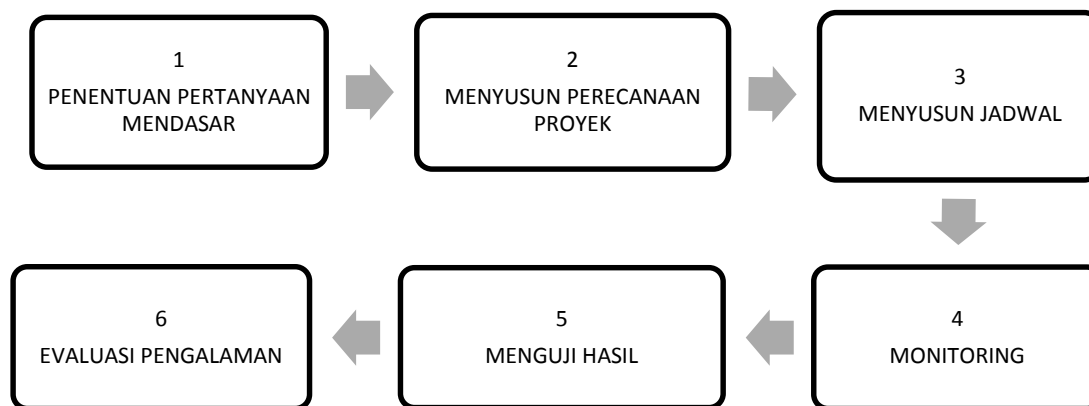 1
PENENTUAN PERTANYAAN
MENDASAR
2
MENYUSUN PERECANAAN
PROYEK
3
MENYUSUN JADWAL
4
MONITORING
5
MENGUJI HASIL
6
EVALUASI PENGALAMAN